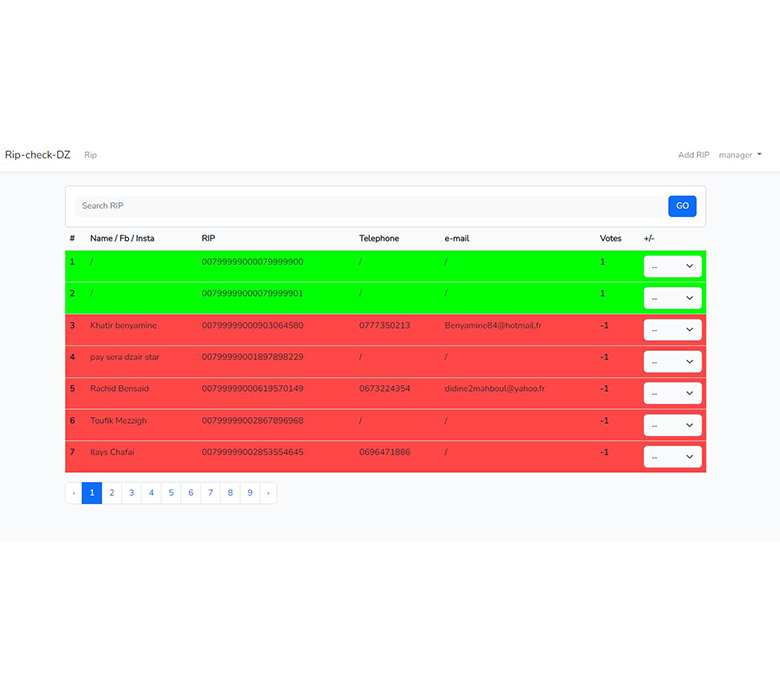 Rip-check-DZ Rip Add RIP manager
Search RIP GO
# Name / Fb / Insta RIP Telephone e-mail Votes +/-
1 / 00799999000079999900 / / 1 --
2 / 00799999000079999901 / / 1 --
3 Khatir benyamine 00799999000903064580 0777350213 Benyamine84@hotmail.fr -1 --
4 pay sera dzair star 00799999001897898229 / / -1 --
5 Rachid Bensaid 00799999000619570149 0673224354 didine2mahboul@yahoo.fr -1 --
6 Toufik Mezzigh 00799999002867896968 / / -1 --
7 Ilays Chafai 00799999002853554645 0696471886 / -1 --
‹ 1 2 3 4 5 6 7 8 9 ›